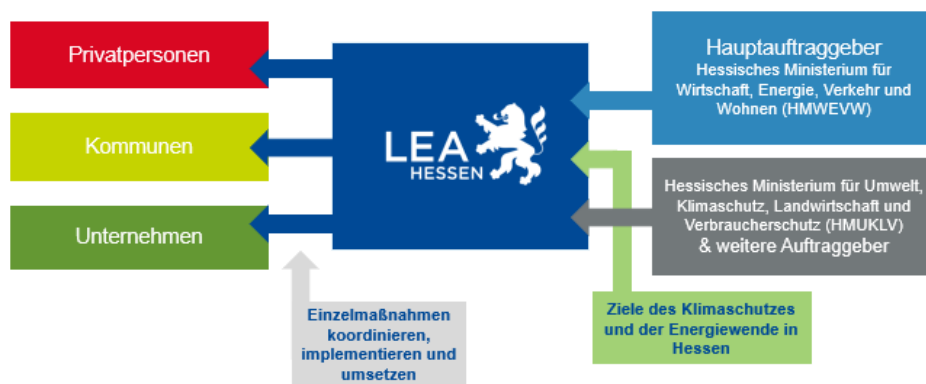 Privatpersonen
Kommunen
Unternehmen
LEA
HESSEN
Hauptauftraggeber
Hessisches Ministerium für
Wirtschaft, Energie, Verkehr und
Wohnen (HMWEVW)
Hessisches Ministerium für Umwelt,
Klimaschutz, Landwirtschaft und
Verbraucherschutz (HMUKLV)
& weitere Auftraggeber
Einzelmaßnahmen
koordinieren,
implementieren und
umsetzen
Ziele des Klimaschutzes
und der Energiewende in
Hessen